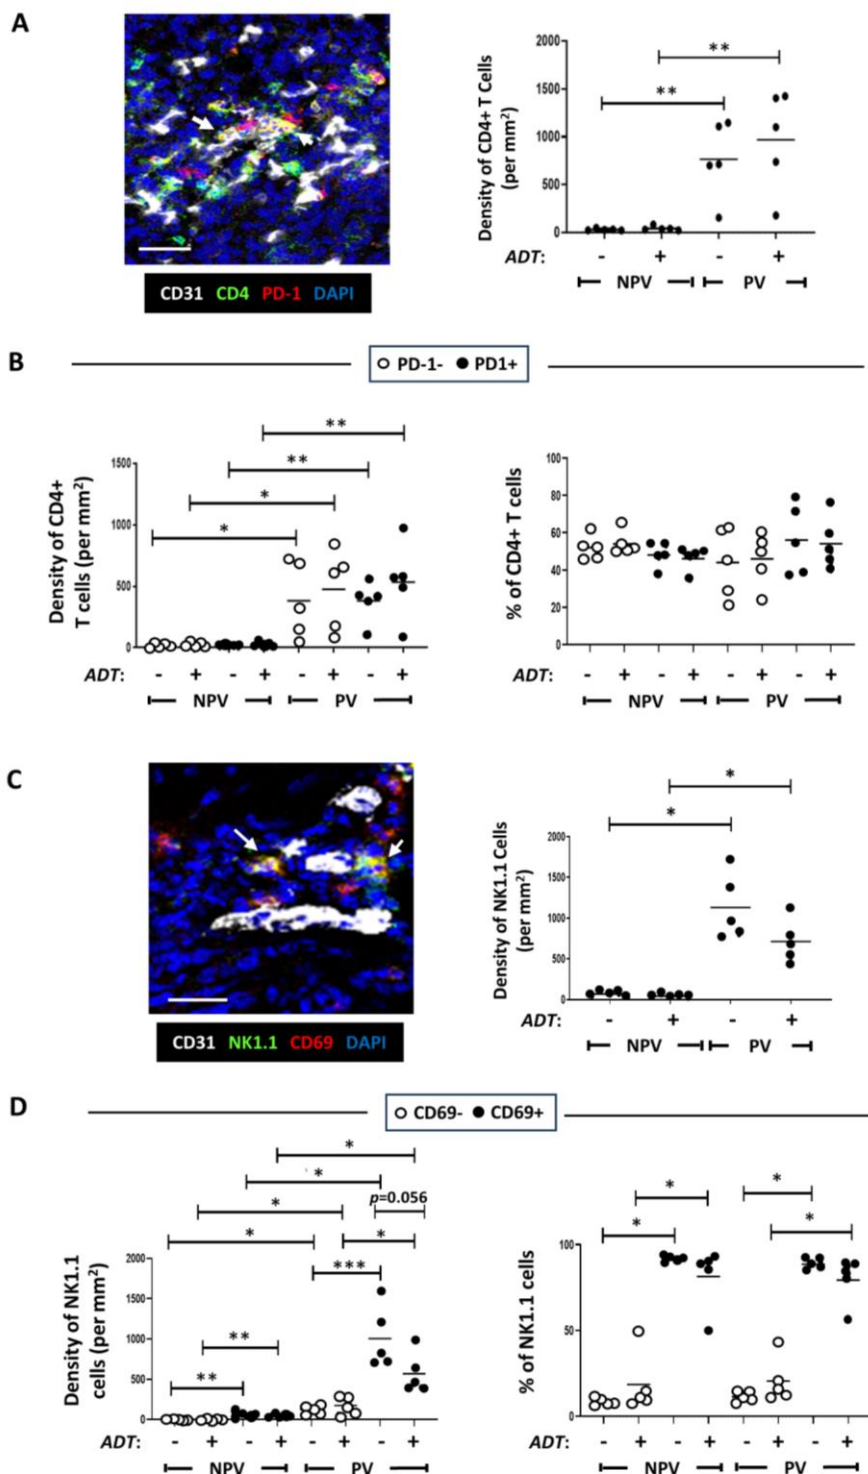 A
2000
1500
1000
500
0
Density of CD4+ T Cells
(per mm²)
**
**
ADT: - + - +
NPV PV
CD31 CD4 PD-1 DAPI
B
PD-1- PD1+
Density of CD4+
T cells (per mm²)
1500
1000
500
0
**
**
*
*
ADT: - + - + - + - +
NPV PV
% of CD4+ T cells
100
80
60
40
20
0
ADT: - + - + - + - +
NPV PV
C
CD31 NK1.1 CD69 DAPI
Density of NK1.1 Cells
(per mm²)
2000
1500
1000
500
0
*
*
ADT: - + - +
NPV PV
D
CD69- CD69+
Density of NK1.1
cells (per mm²)
2000
1500
1000
500
0
*
*
p=0.056
*
*
*
***
**
**
ADT: - + - + - + - +
NPV PV
% of NK1.1 cells
100
50
0
*
*
*
*
ADT: - + - + - + - +
NPV PV